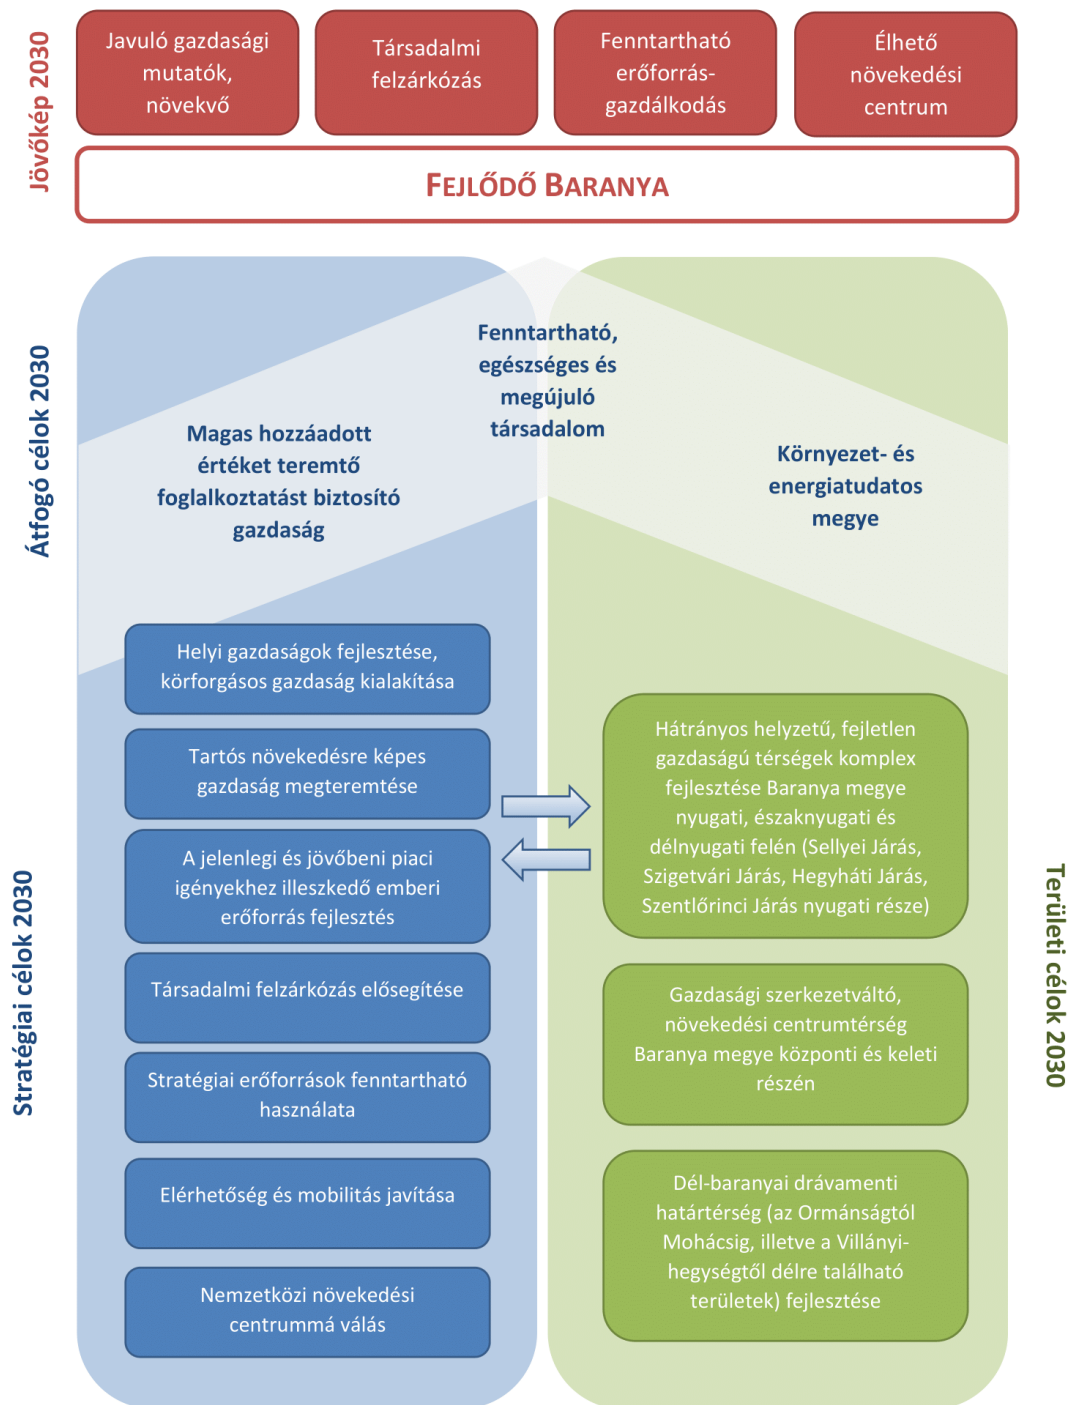 Jövőkép 2030
Javuló gazdasági
mutatók,
növekvő
Társadalmi
felzárkózás
Fenntartható
erőforrás-
gazdálkodás
Élhető
növekedési
centrum
FEJLŐDŐ BARANYA
Átfogó célok 2030
Magas hozzáadott
értéket teremtő
foglalkoztatást biztosító
gazdaság
Fenntartható,
egészséges és
megújuló
társadalom
Környezet- és
energiatudatos
megye
Stratégiai célok 2030
Helyi gazdaságok fejlesztése,
körforgásos gazdaság kialakítása
Tartós növekedésre képes
gazdaság megteremtése
A jelenlegi és jövőbeni piaci
igényekhez illeszkedő emberi
erőforrás fejlesztés
Társadalmi felzárkózás elősegítése
Stratégiai erőforrások fenntartható
használata
Elérhetőség és mobilitás javítása
Nemzetközi növekedési
centrummá válás
Területi célok 2030
Hátrányos helyzetű, fejletlen
gazdaságú térségek komplex
fejlesztése Baranya megye
nyugati, északnyugati és
délnyugati felén (Sellyei Járás,
Szigetvári Járás, Hegyháti Járás,
Szentlőrinci Járás nyugati része)
Gazdasági szerkezetváltó,
növekedési centrumtérség
Baranya megye központi és keleti
részén
Dél-baranyai drávamenti
határtérség (az Ormánságtól
Mohácsig, illetve a Villányi-
hegységtől délre található
területek) fejlesztése